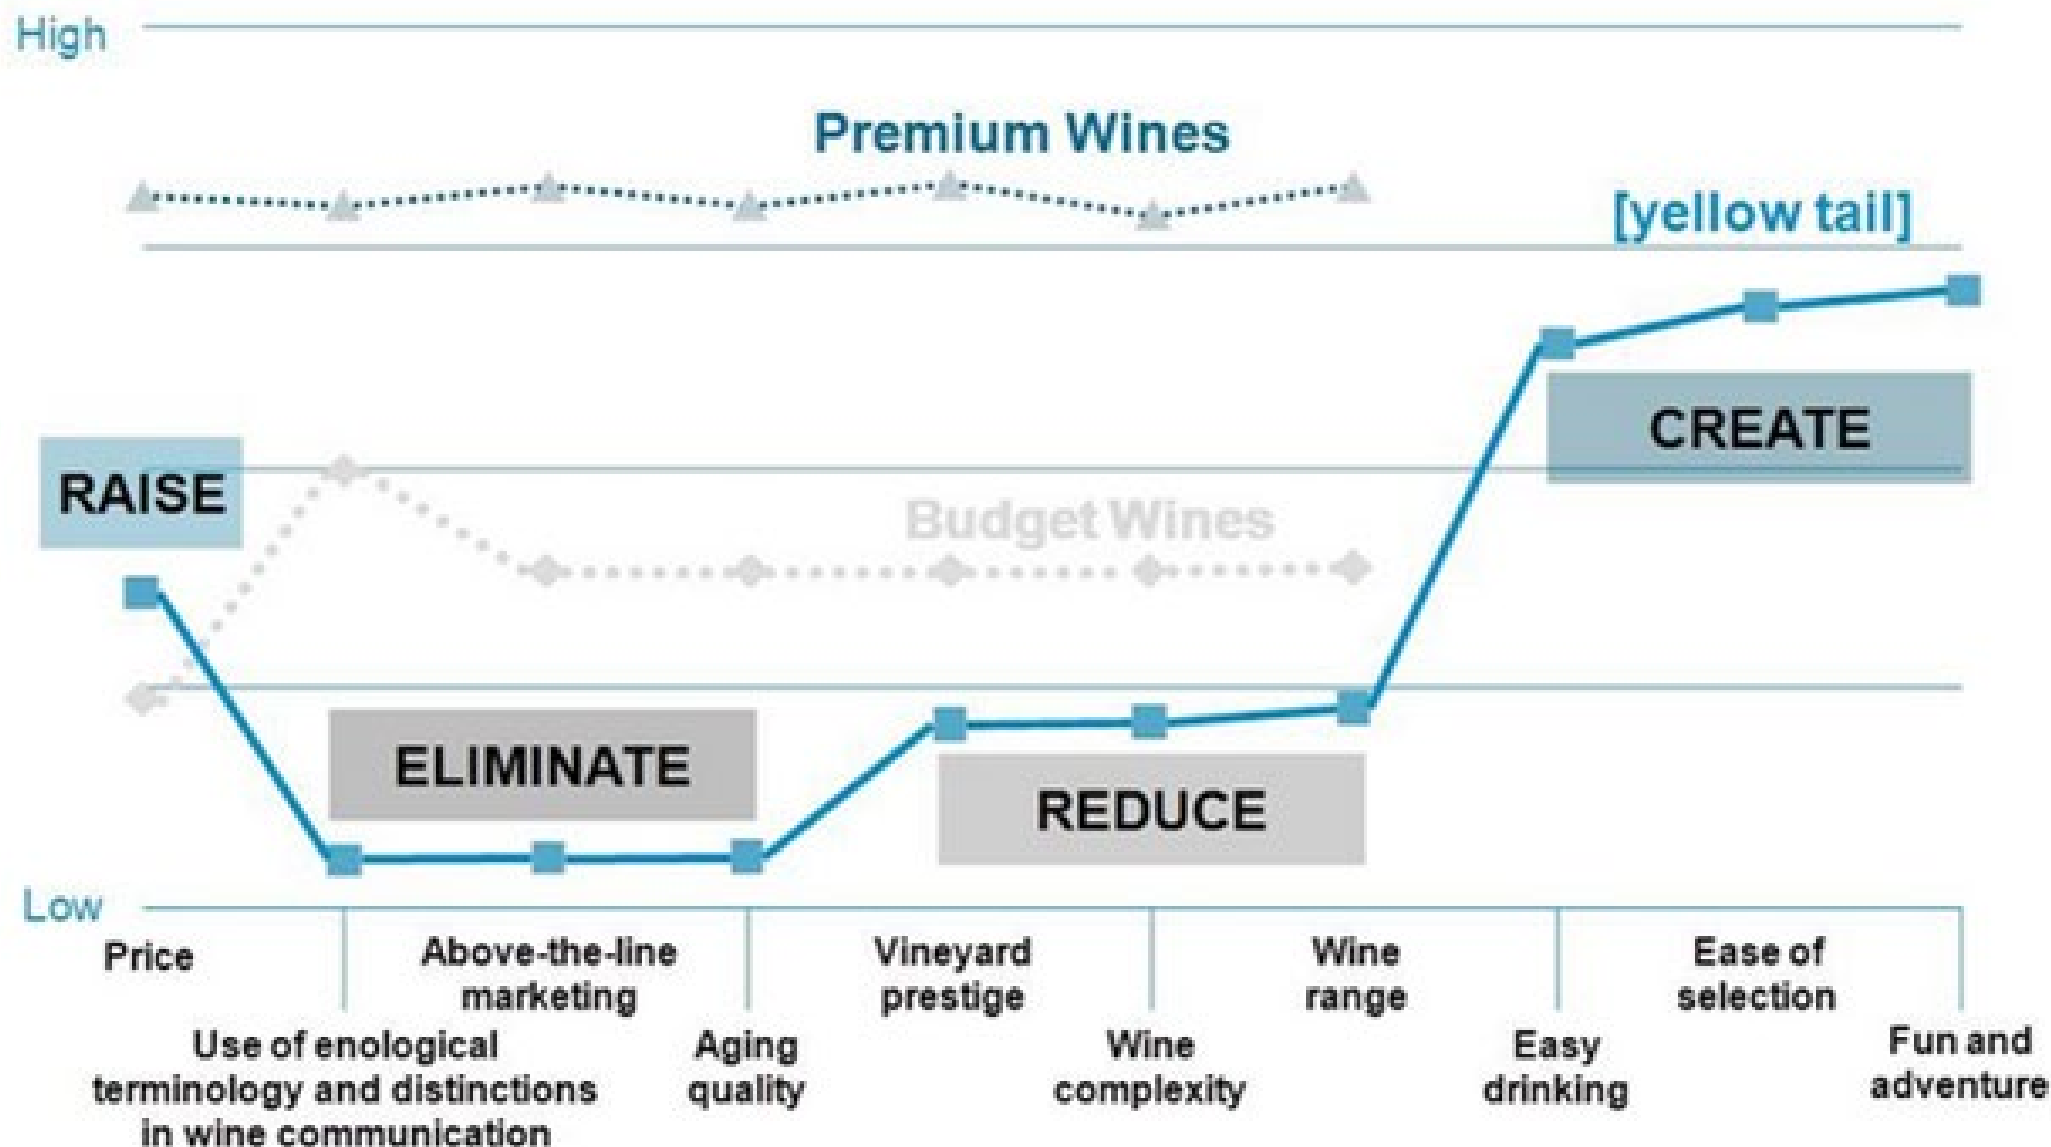 High
Premium Wines
[yellow tail]
CREATE
RAISE
Budget Wines
ELIMINATE
REDUCE
Low
Price
Above-the-line
marketing
Vineyard
prestige
Wine
range
Ease of
selection
Use of enological
terminology and distinctions
in wine communication
Aging
quality
Wine
complexity
Easy
drinking
Fun and
adventure